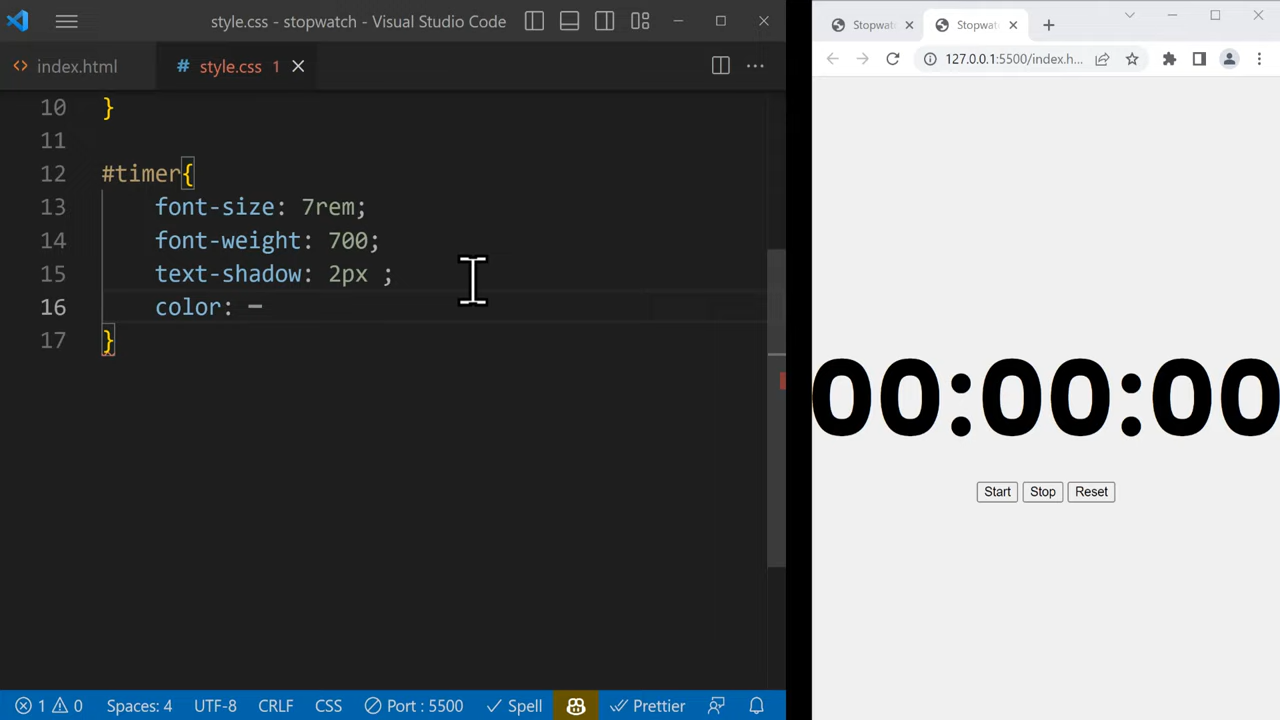 style.css - stopwatch - Visual Studio Code
index.html
style.css 1
10 }
11
12 #timer{
13 font-size: 7rem;
14 font-weight: 700;
15 text-shadow: 2px ;
16 color:
17 }
1 0 Spaces: 4 UTF-8 CRLF CSS Port : 5500 Spell Prettier
Stopwatc
Stopwatc
127.0.0.1:5500/index.h...
00:00:00
Start Stop Reset